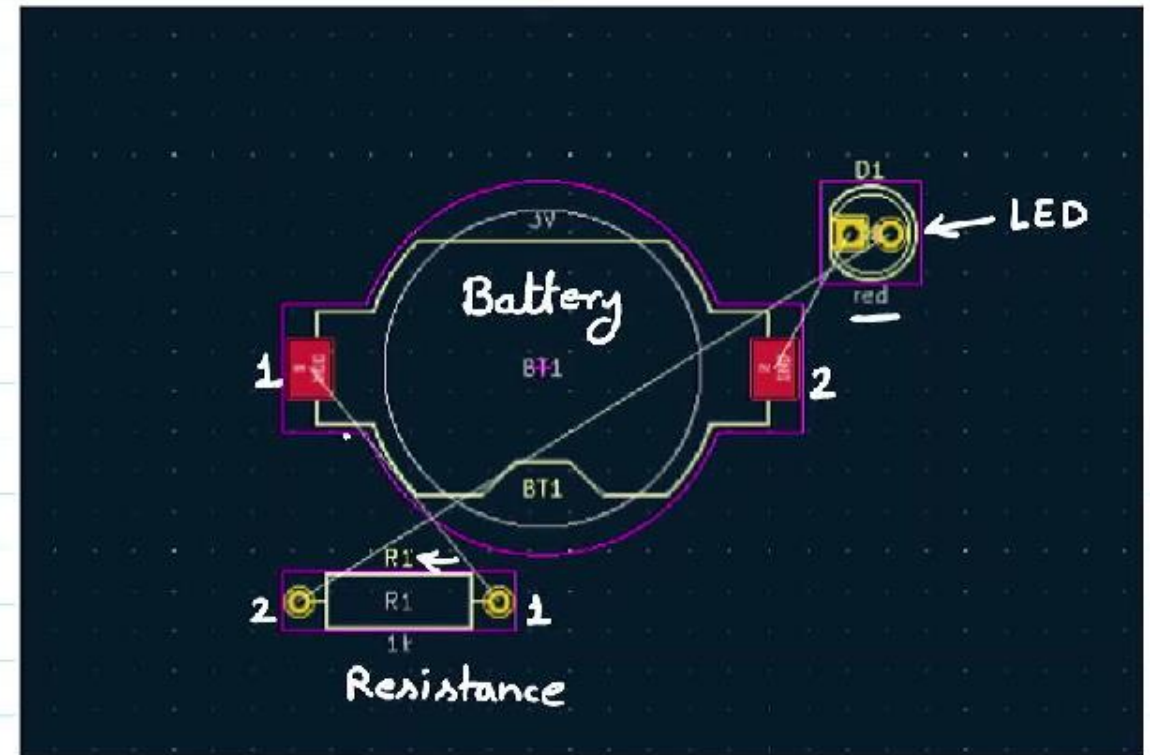 D1
LED
3V
red
Battery
1
BT1
2
BT1
R1
2
R1
1
1k
Resistance